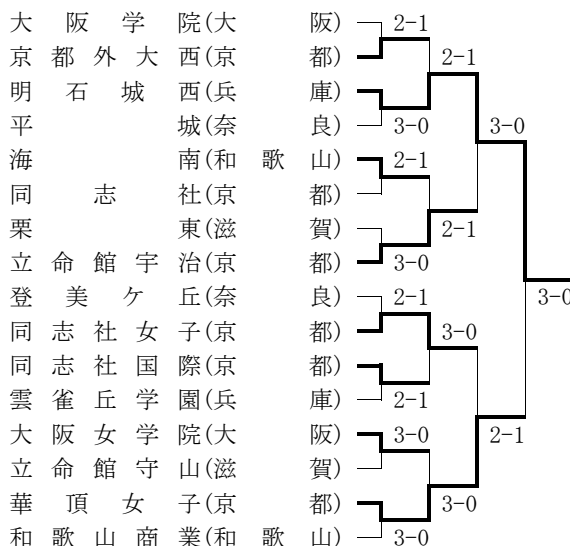 大阪学院(大阪) 2-1
京都外大西(京都) 2-1
明石城西(兵庫)
平城(奈良) 3-0 3-0
海南(和歌山) 2-1
同志社(京都)
栗東(滋賀) 2-1
立命館宇治(京都) 3-0
登美ケ丘(奈良) 2-1 3-0
同志社女子(京都) 3-0
同志社国際(京都)
雲雀丘学園(兵庫) 2-1
大阪女学院(大阪) 3-0 2-1
立命館守山(滋賀)
華頂女子(京都) 3-0
和歌山商業(和歌山) 3-0